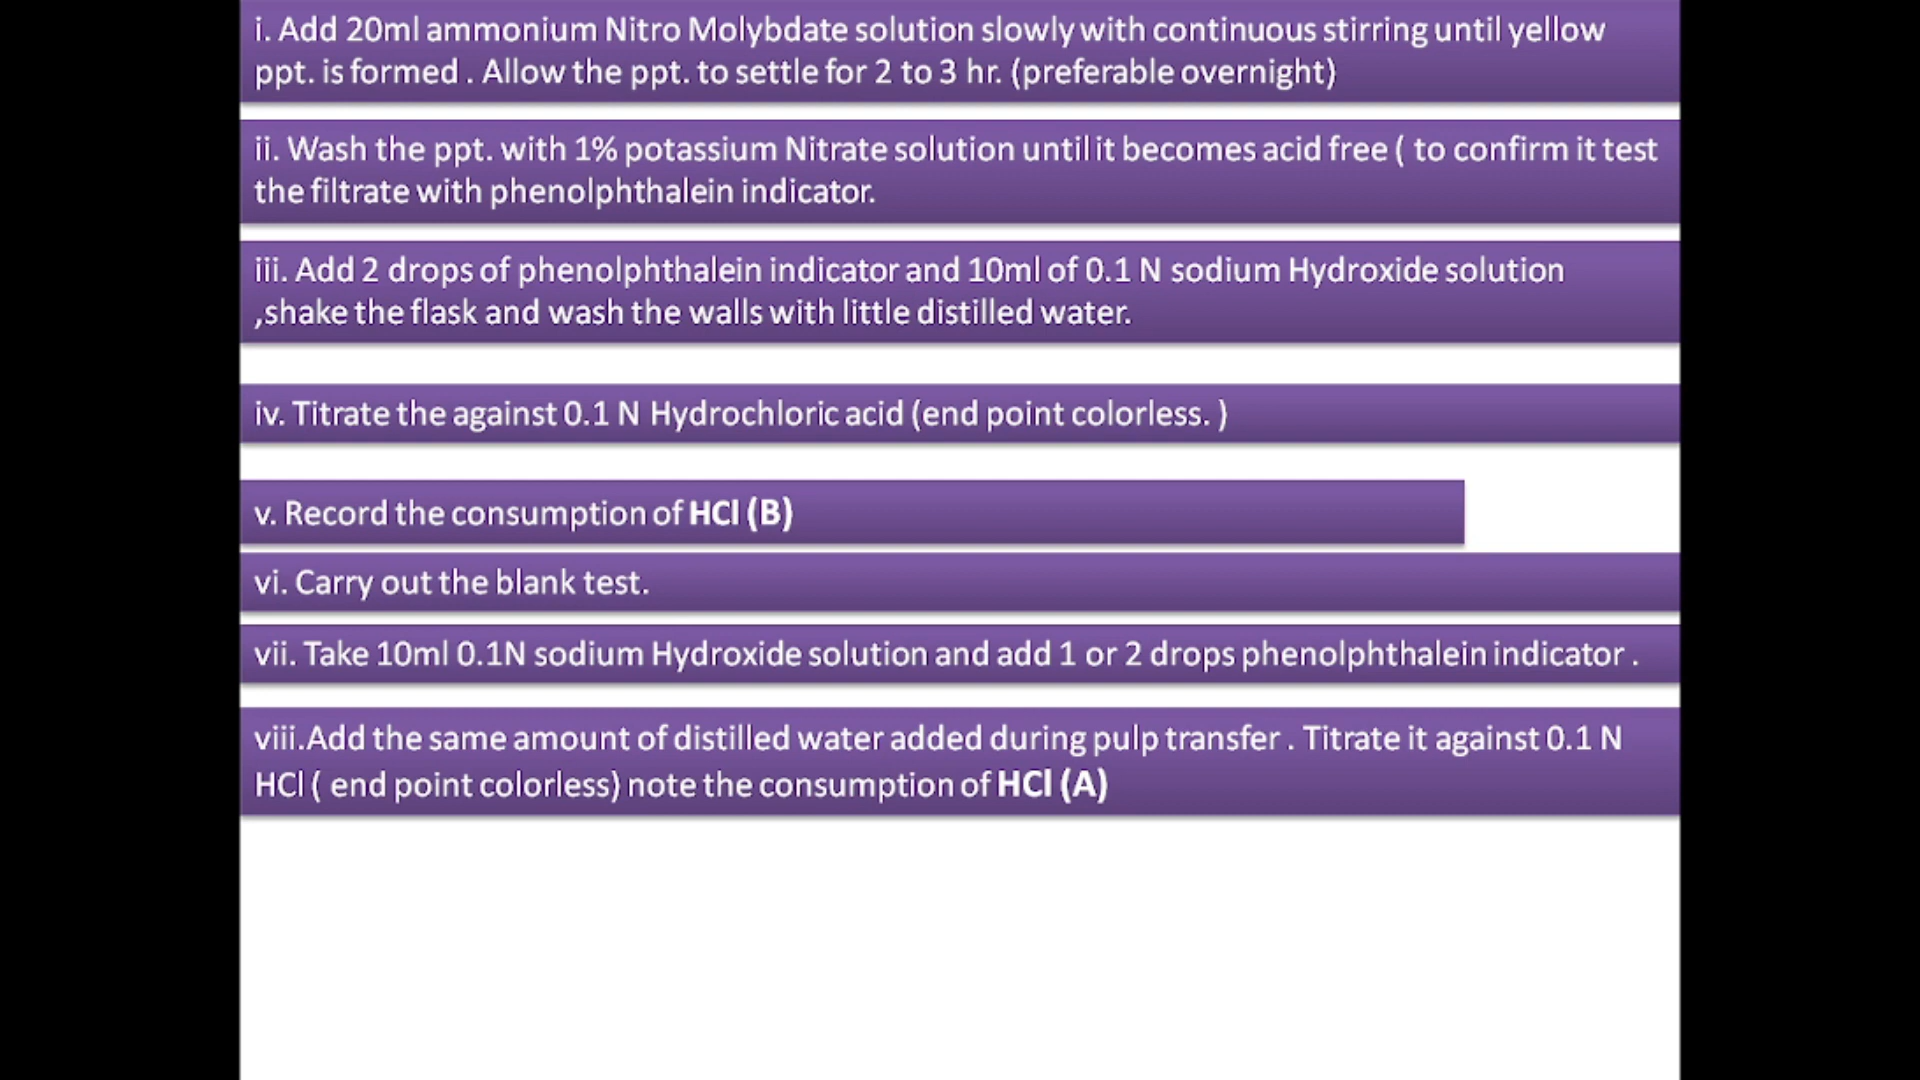 i. Add 20ml ammonium Nitro Molybdate solution slowly with continuous stirring until yellow
ppt. is formed . Allow the ppt. to settle for 2 to 3 hr. (preferable overnight)
ii. Wash the ppt. with 1% potassium Nitrate solution until it becomes acid free ( to confirm it test
the filtrate with phenolphthalein indicator.
iii. Add 2 drops of phenolphthalein indicator and 10ml of 0.1 N sodium Hydroxide solution
,shake the flask and wash the walls with little distilled water.
iv. Titrate the against 0.1 N Hydrochloric acid (end point colorless. )
v. Record the consumption of HCl (B)
vi. Carry out the blank test.
vii. Take 10ml 0.1N sodium Hydroxide solution and add 1 or 2 drops phenolphthalein indicator .
viii.Add the same amount of distilled water added during pulp transfer . Titrate it against 0.1 N
HCl ( end point colorless) note the consumption of HCl (A)